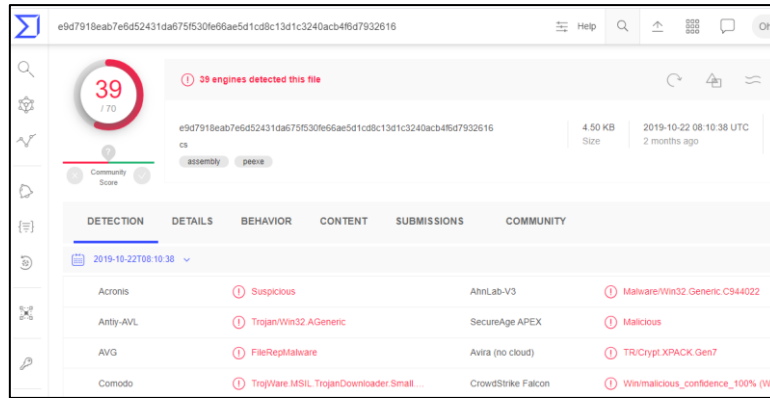 e9d7918eab7e6d52431da675f530fe66ae5d1cd8c13d1c3240acb4f6d7932616 Help
39
/ 70
39 engines detected this file
e9d7918eab7e6d52431da675f530fe66ae5d1cd8c13d1c3240acb4f6d7932616
cs
assembly peexe
4.50 KB
Size
2019-10-22 08:10:38 UTC
2 months ago
Community
Score
DETECTION DETAILS BEHAVIOR CONTENT SUBMISSIONS COMMUNITY
2019-10-22T08:10:38
Acronis Suspicious AhnLab-V3 Malware/Win32.Generic.C944022
Antiy-AVL Trojan/Win32.AGeneric SecureAge APEX Malicious
AVG FileRepMalware Avira (no cloud) TR/Crypt.XPACK.Gen7
Comodo TrojWare.MSIL.TrojanDownloader.Small.... CrowdStrike Falcon Win/malicious_confidence_100% (W